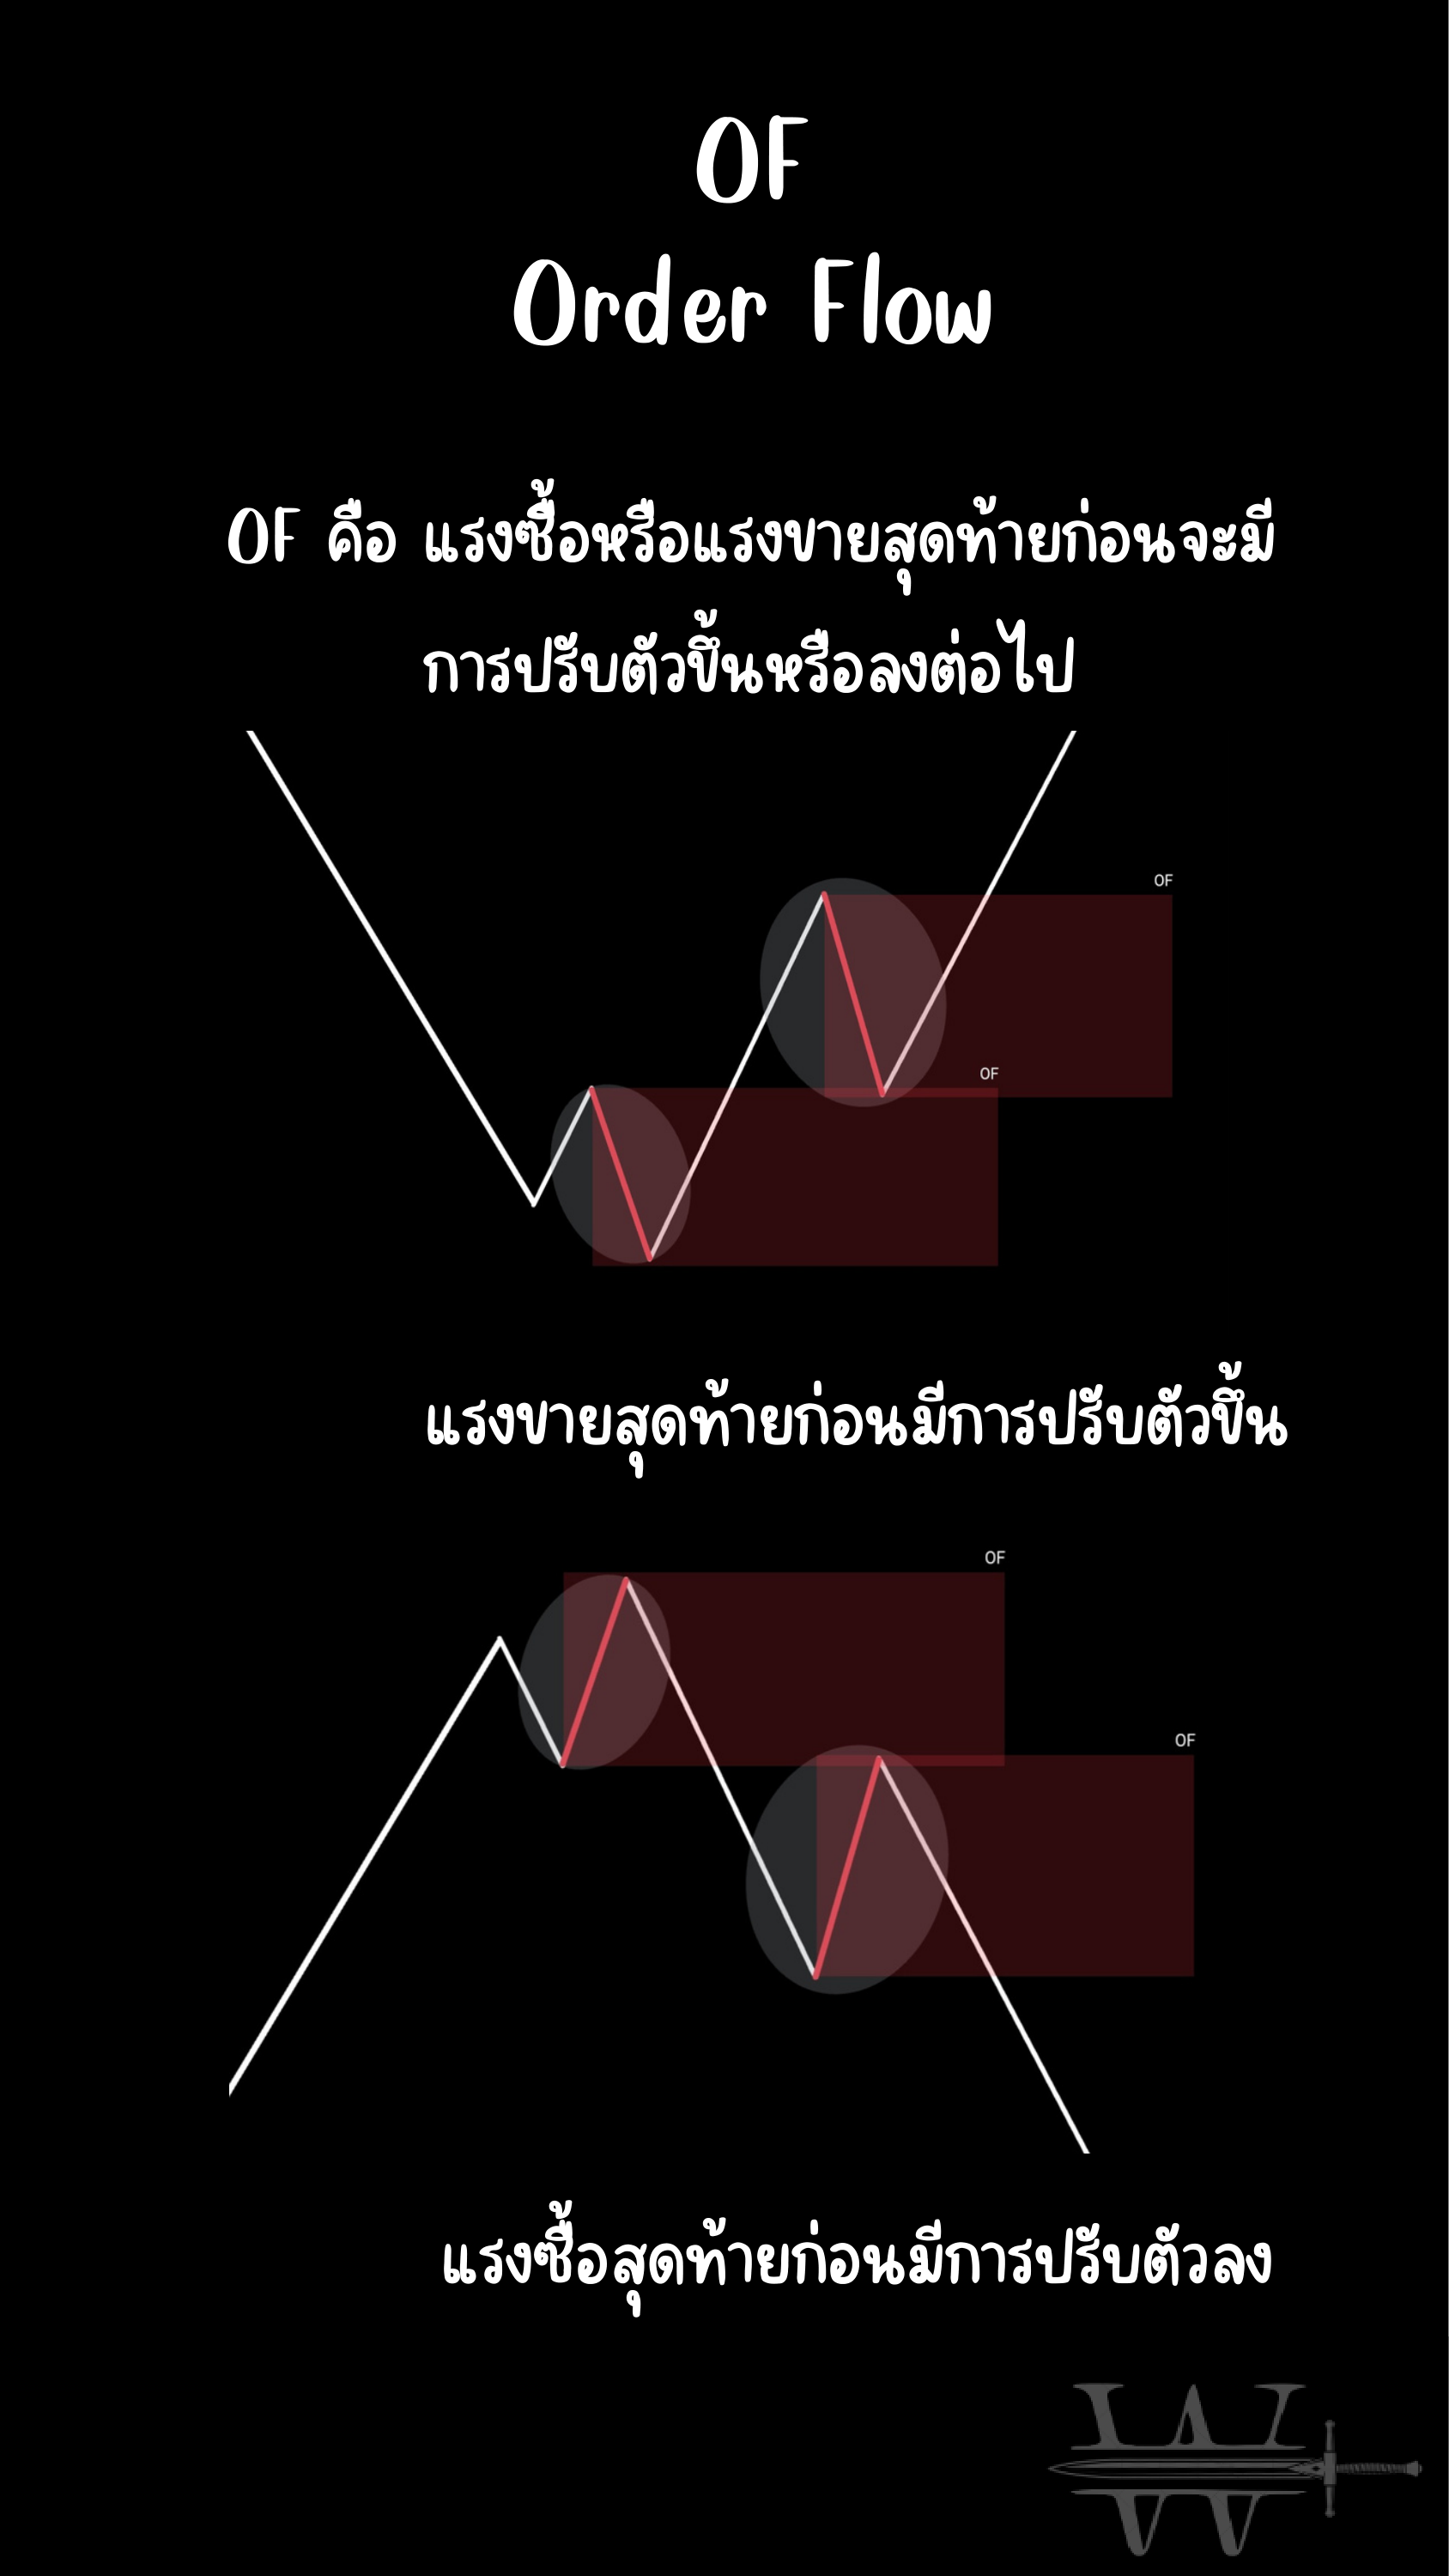 OF
Order Flow
OF คือ แรงซื้อหรือแรงขายสุดท้ายก่อนจะมี
การปรับตัวขึ้นหรือลงต่อไป
OF
OF
แรงขายสุดท้ายก่อนมีการปรับตัวขึ้น
OF
OF
แรงซื้อสุดท้ายก่อนมีการปรับตัวลง
W